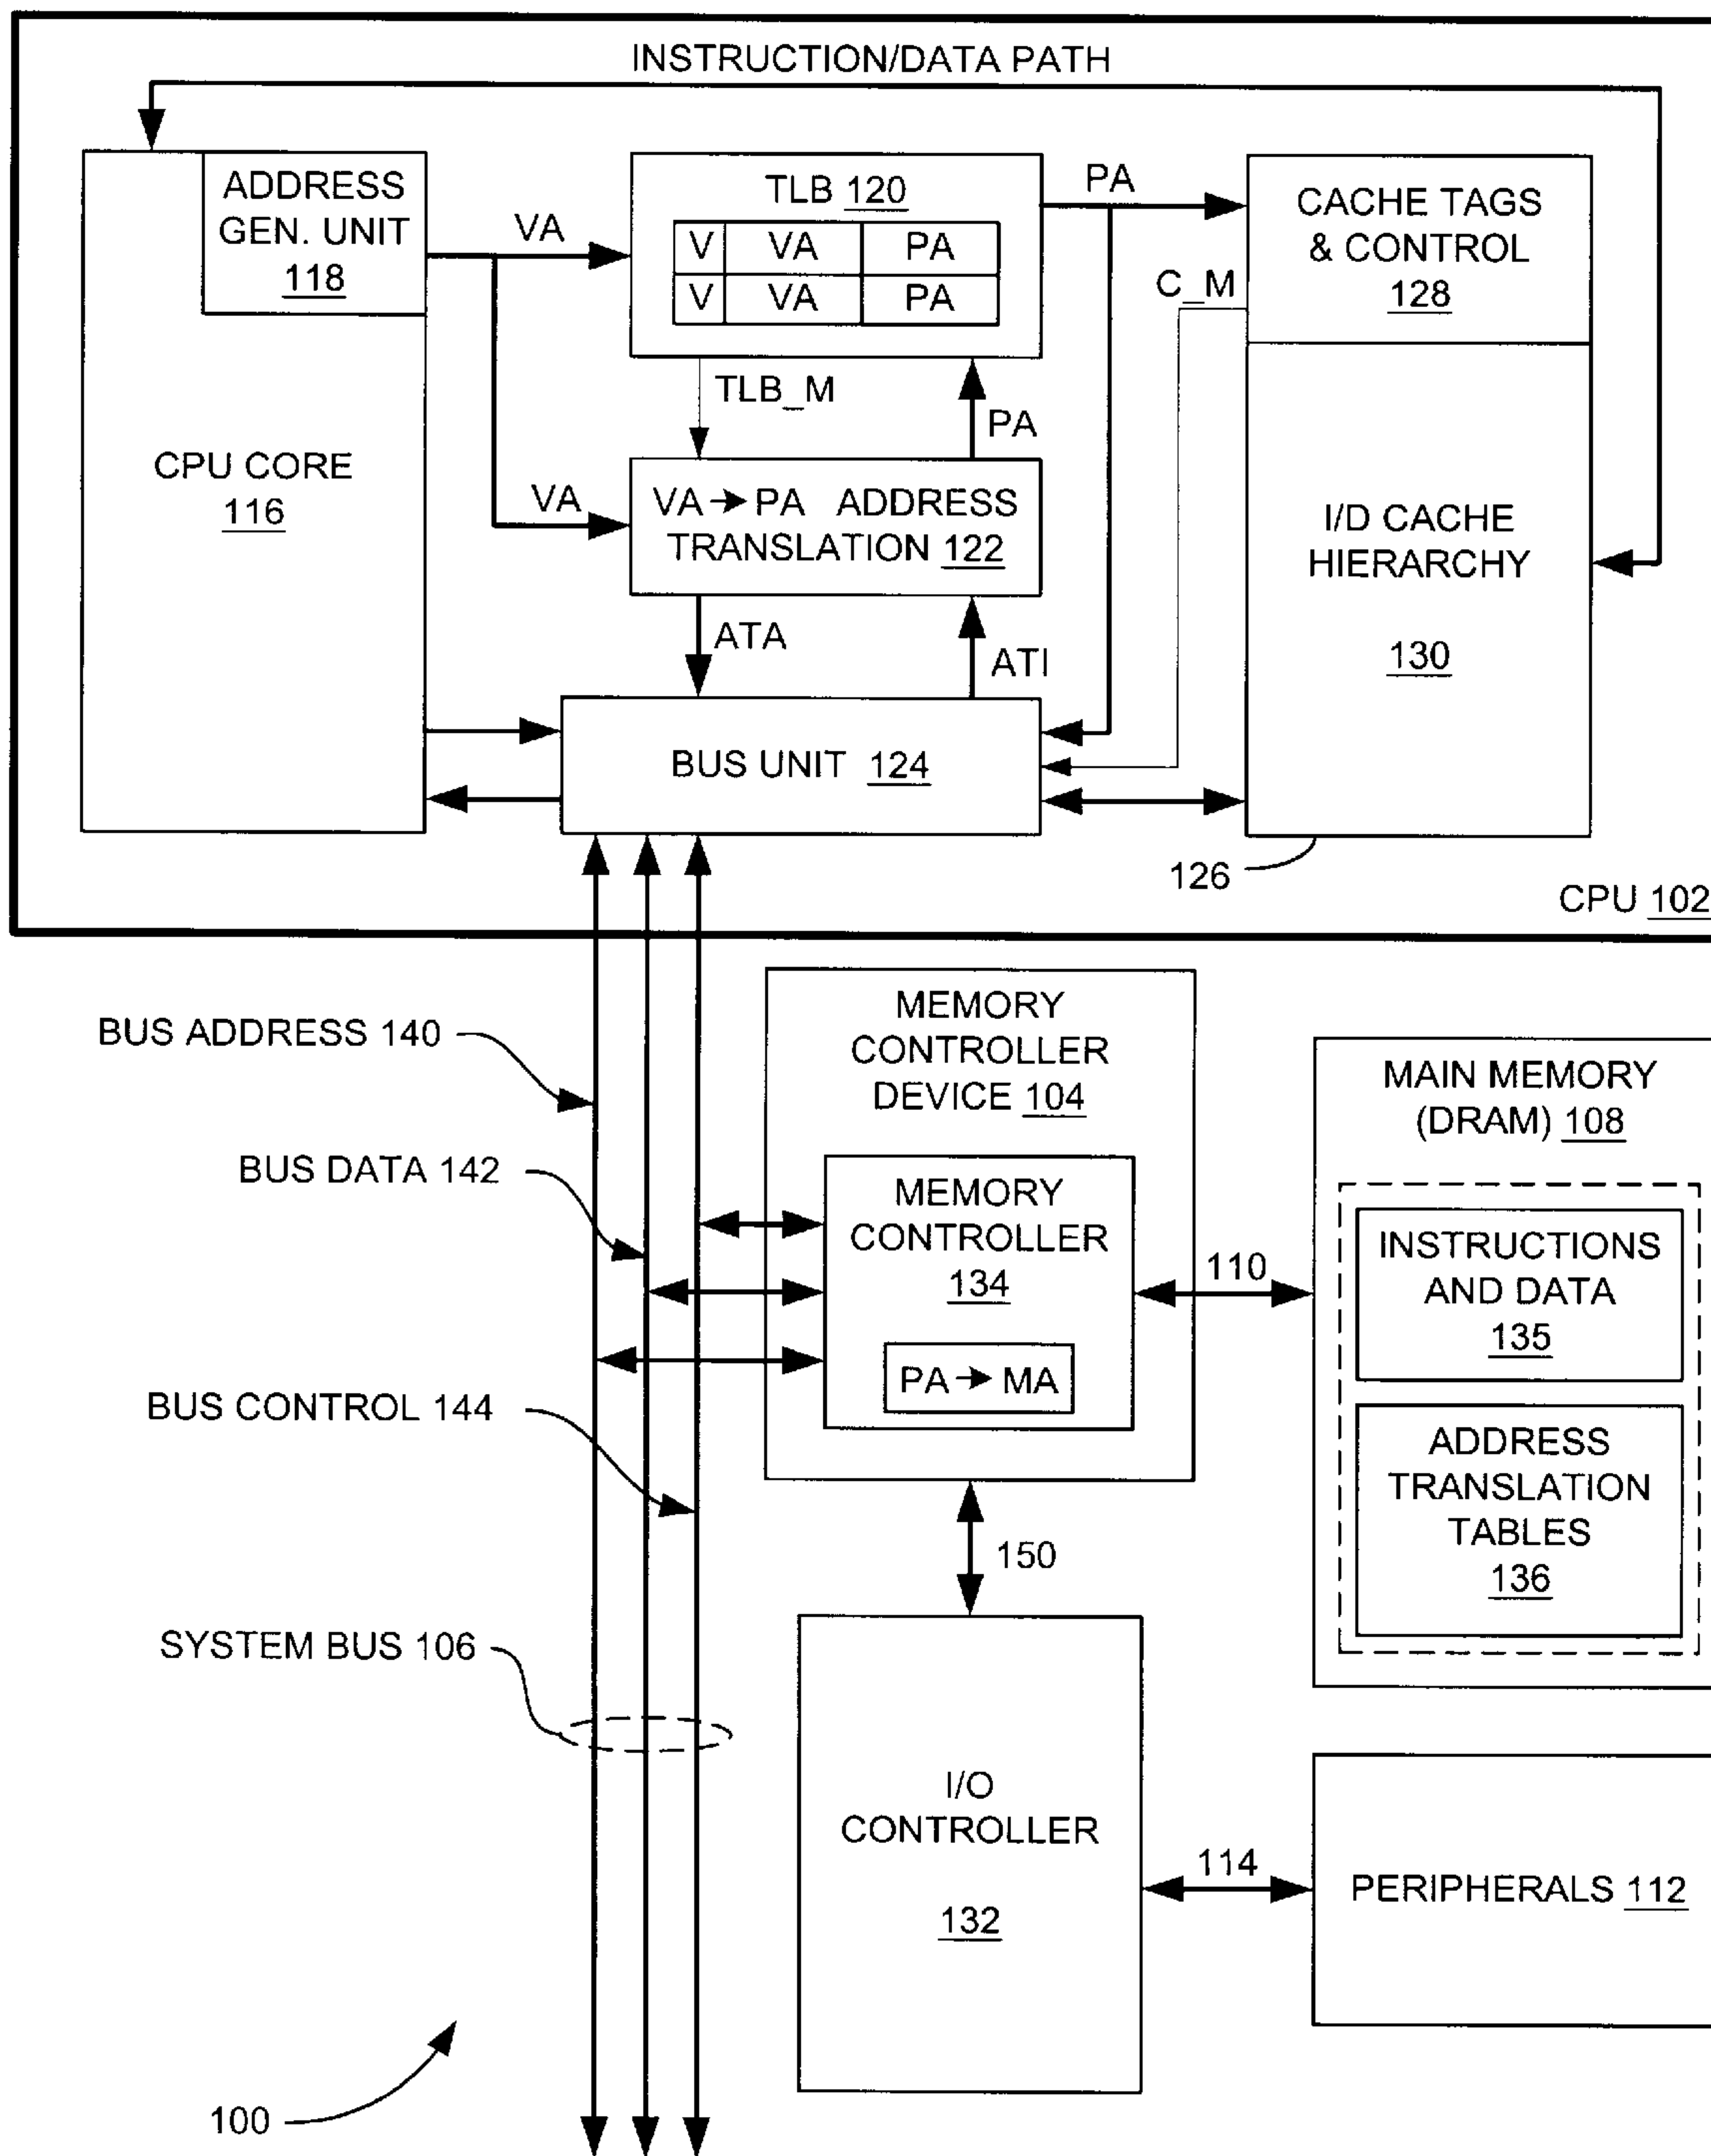 INSTRUCTION/DATA PATH
ADDRESS
GEN. UNIT
118
VA
TLB 120
V VA PA
V VA PA
PA
CACHE TAGS
& CONTROL
128
C_M
TLB_M
PA
CPU CORE
116
VA
VA → PA ADDRESS
TRANSLATION 122
I/D CACHE
HIERARCHY
130
ATA
ATI
BUS UNIT 124
126
CPU 102
BUS ADDRESS 140
BUS DATA 142
BUS CONTROL 144
SYSTEM BUS 106
MEMORY
CONTROLLER
DEVICE 104
MEMORY
CONTROLLER
134
PA → MA
110
MAIN MEMORY
(DRAM) 108
INSTRUCTIONS
AND DATA
135
ADDRESS
TRANSLATION
TABLES
136
150
I/O
CONTROLLER
132
114
PERIPHERALS 112
100